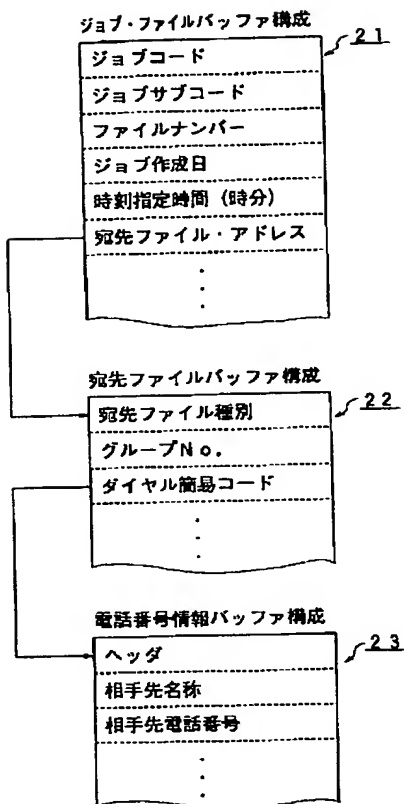 ジョブ・ファイルバッファ構成
21
ジョブコード
ジョブサブコード
ファイルナンバー
ジョブ作成日
時刻指定時間(時分)
宛先ファイル・アドレス
宛先ファイルバッファ構成
22
宛先ファイル種別
グループNo.
ダイヤル簡易コード
電話番号情報バッファ構成
23
ヘッダ
相手先名称
相手先電話番号